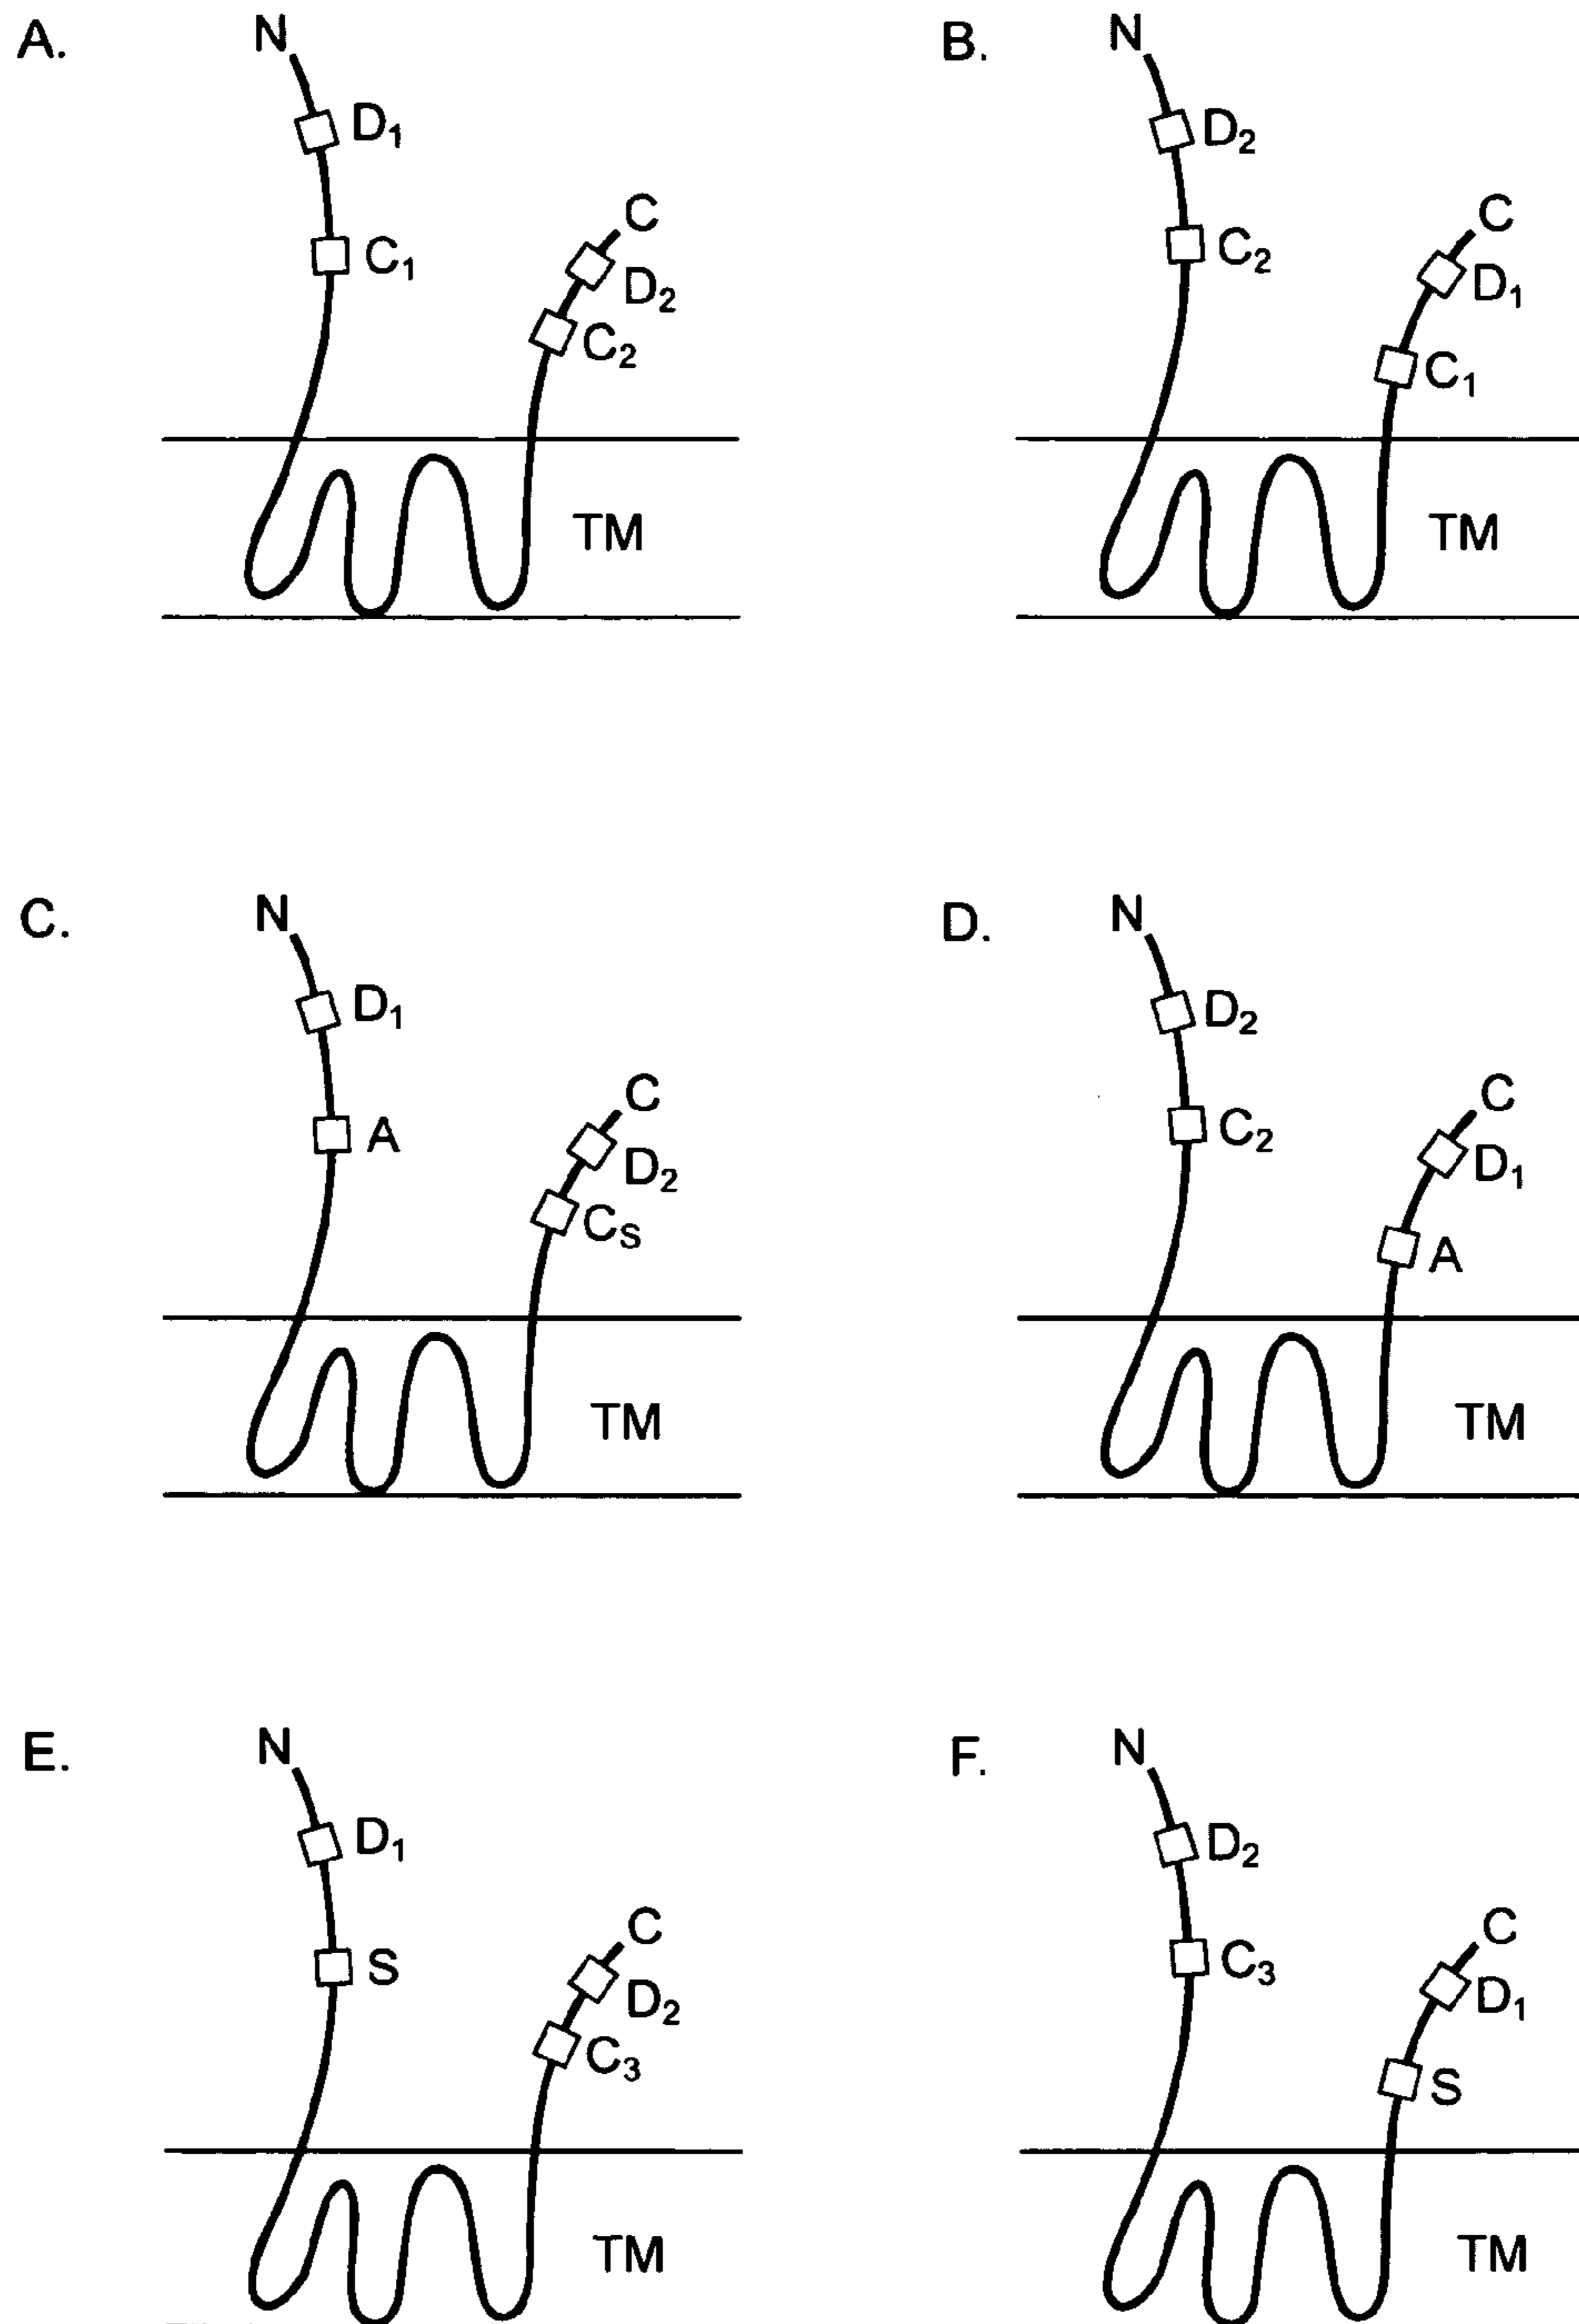 A.
N
D₁
C₁
C
D₂
C₂
TM
B.
N
D₂
C₂
C
D₁
C₁
TM
C.
N
D₁
A
C
D₂
Cₛ
TM
D.
N
D₂
C₂
C
D₁
A
TM
E.
N
D₁
S
C
D₂
C₃
TM
F.
N
D₂
C₃
C
D₁
S
TM